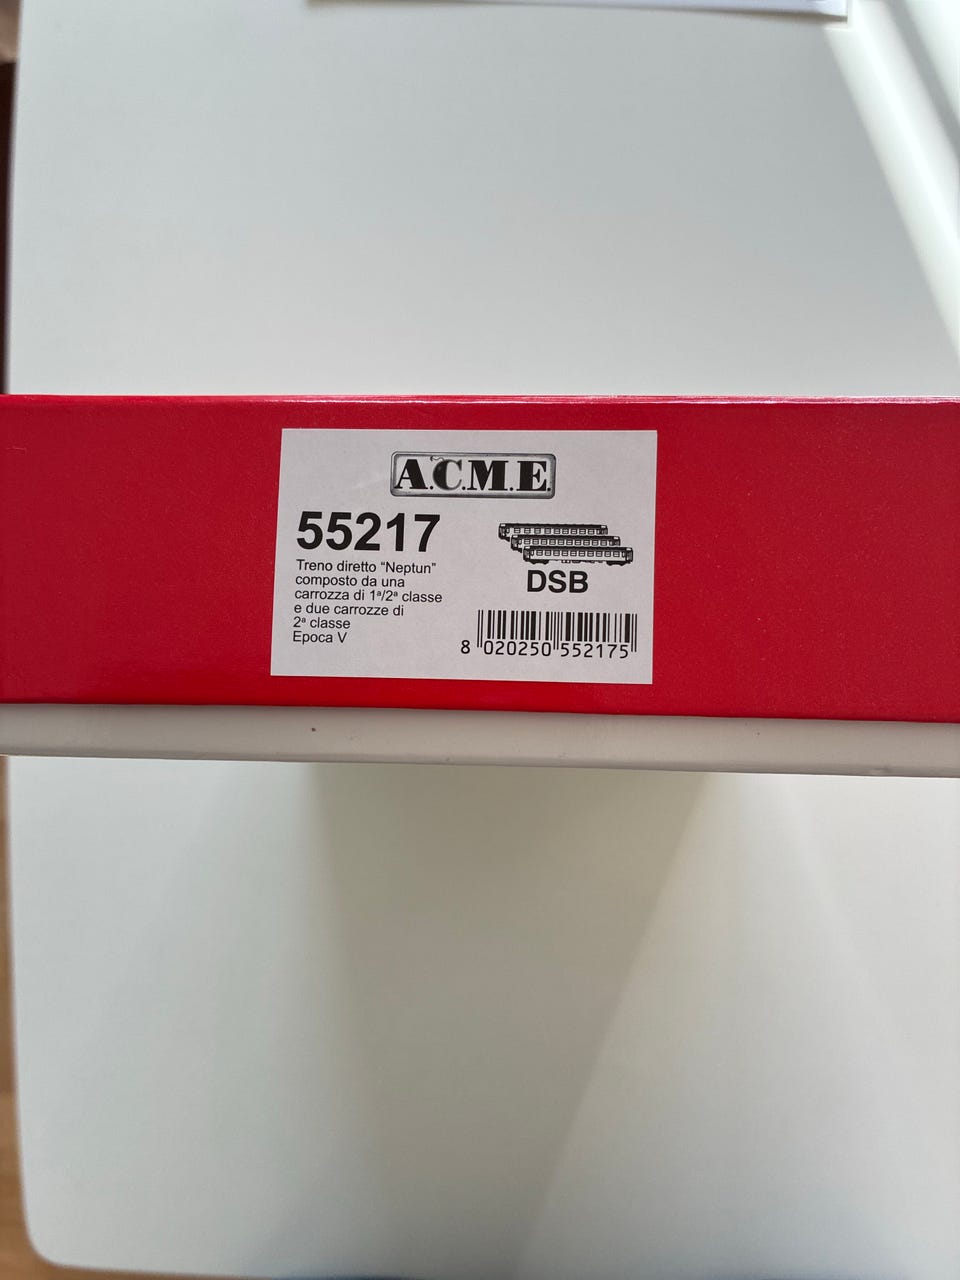 A.C.M.E.
55217
Treno diretto “Neptun”
composto da una
carrozza di 1ª/2ª classe
e due carrozze di
2ª classe
Epoca V
DSB
8 020250 552175